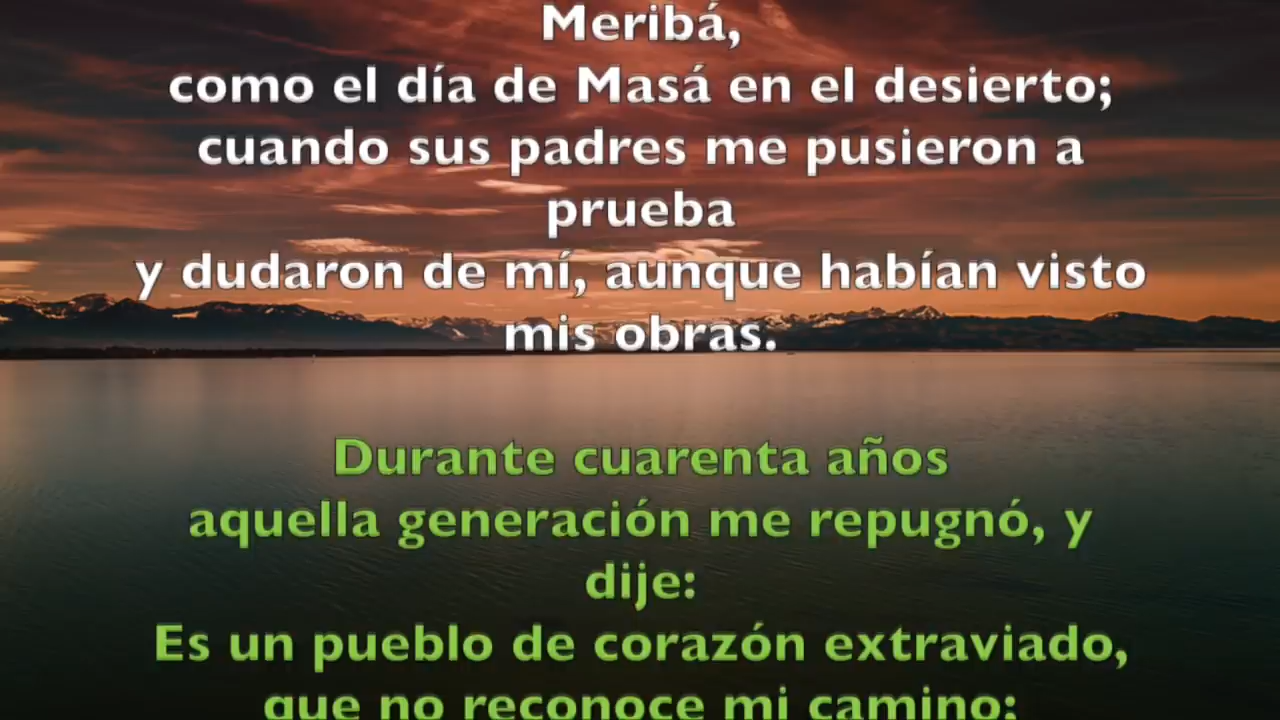 Meribá,
como el día de Masá en el desierto;
cuando sus padres me pusieron a
prueba
y dudaron de mí, aunque habían visto
mis obras.
Durante cuarenta años
aquella generación me repugnó, y
dije:
Es un pueblo de corazón extraviado,
que no reconoce mi camino;